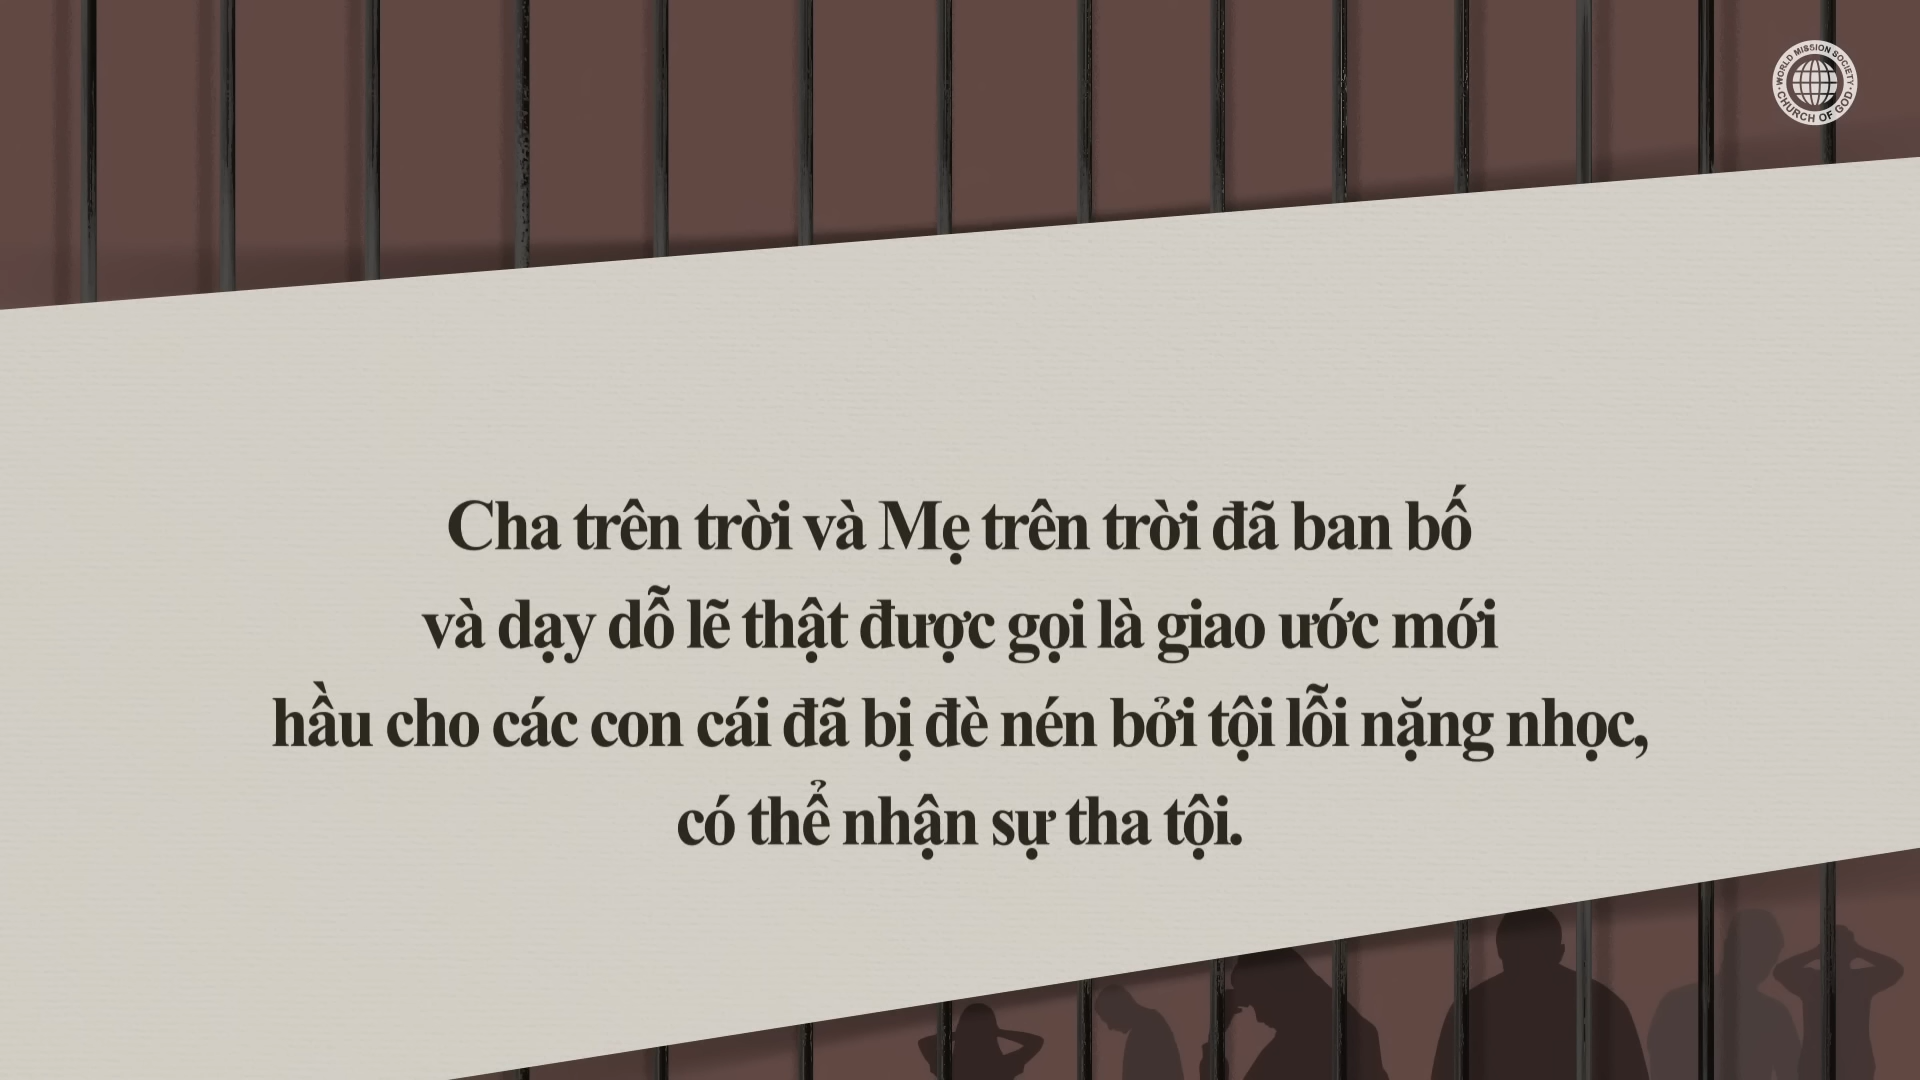 WORLD MISSION SOCIETY
CHURCH OF GOD
Cha trên trời và Mẹ trên trời đã ban bố
và dạy dỗ lẽ thật được gọi là giao ước mới
hầu cho các con cái đã bị đè nén bởi tội lỗi nặng nhọc,
có thể nhận sự tha tội.